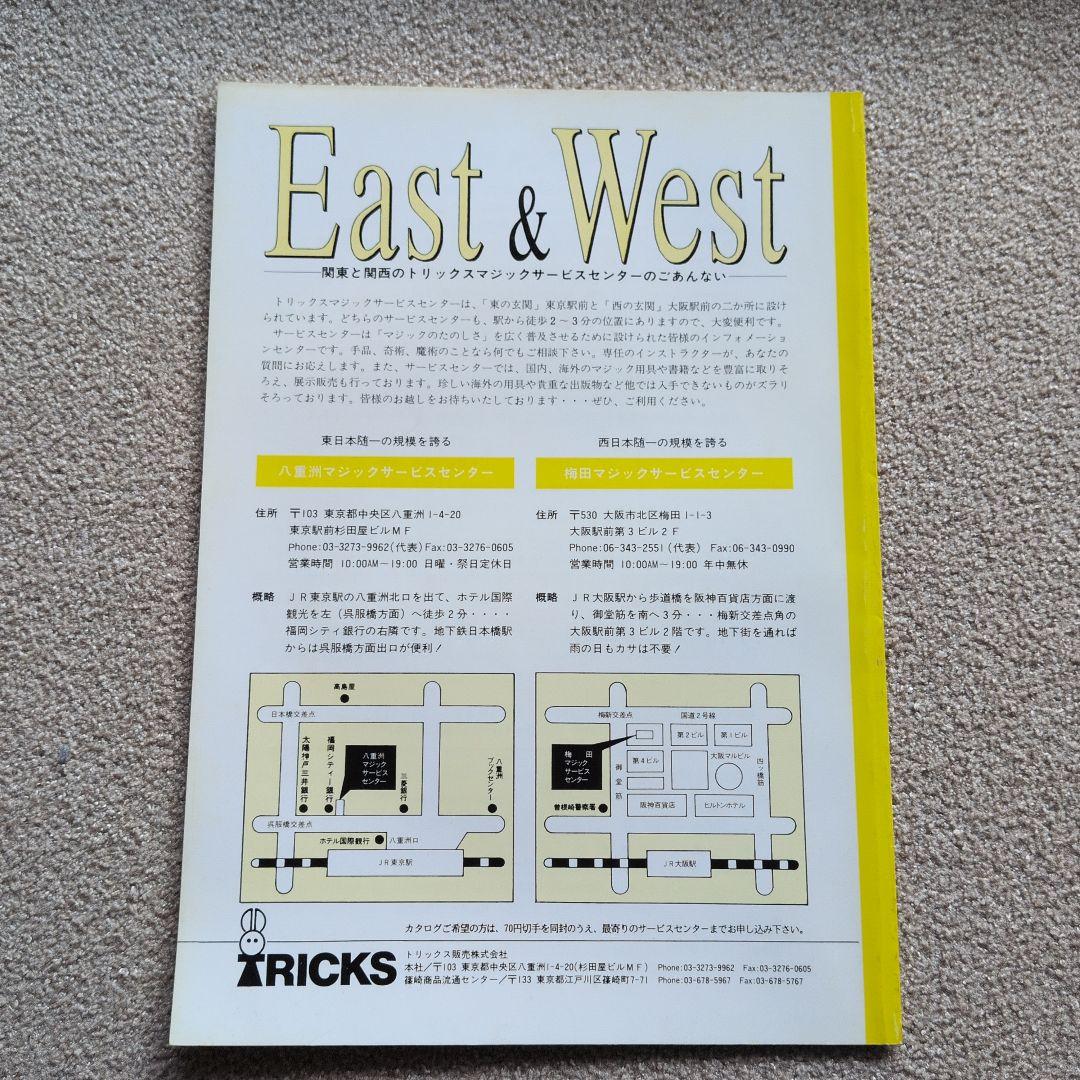 East & West
関東と関西のトリックスマジックサービスセンターのごあんない
トリックスマジックサービスセンターは、「東の玄関」東京駅前と「西の玄関」大阪駅前の二か所に設け
られています。どちらのサービスセンターも、駅から徒歩2〜3分の位置にありますので、大変便利です。
サービスセンターは「マジックのたのしさ」を広く普及させるために設けられた皆様のインフォメーショ
ンセンターです。手品、奇術、魔術のことなら何でもご相談下さい。専任のインストラクターが、あなたの
質問にお応えします。また、サービスセンターでは、国内、海外のマジック用具や書籍などを豊富に取りそ
ろえ、展示販売も行っております。珍しい海外の用具や貴重な出版物など他では入手できないものがズラリ
そろっております。皆様のお越しをお待ちいたしております・・・ぜひ、ご利用ください。
東日本随一の規模を誇る
八重洲マジックサービスセンター
住所 〒103 東京都中央区八重洲1-4-20
東京駅前杉田屋ビルMF
Phone:03-3273-9962(代表) Fax:03-3276-0605
営業時間 10:00AM〜19:00 日曜・祭日定休日
概略 JR東京駅の八重洲北口を出て、ホテル国際
観光を左(呉服橋方面)へ徒歩2分・・・・
福岡シティ銀行の右隣です。地下鉄日本橋駅
からは呉服橋方面出口が便利!
西日本随一の規模を誇る
梅田マジックサービスセンター
住所 〒530 大阪市北区梅田1-1-3
大阪駅前第3ビル2F
Phone:06-343-2551(代表) Fax:06-343-0990
営業時間 10:00AM〜19:00 年中無休
概略 JR大阪駅から歩道橋を阪神百貨店方面に渡
り、御堂筋を南へ3分・・・梅新交差点角の
大阪駅前第3ビル2階です。地下街を通れば
雨の日もカサは不要!
高島屋
日本橋交差点
太陽神戸三井銀行
福岡シティー銀行
八重洲
マジック
サービス
センター
三菱銀行
八重洲ブックセンター
呉服橋交差点
ホテル国際観光
八重洲口
JR東京駅
梅新交差点
国道2号線
第2ビル
第1ビル
梅田
マジック
サービス
センター
御堂筋
第4ビル
大阪マルビル
四ッ橋筋
曽根崎警察署
阪神百貨店
ヒルトンホテル
JR大阪駅
カタログご希望の方は、70円切手を同封のうえ、最寄りのサービスセンターまでお申し込み下さい。
TRICKS
トリックス販売株式会社
本社/〒103 東京都中央区八重洲1-4-20(杉田屋ビルMF) Phone:03-3273-9962 Fax:03-3276-0605
篠崎商品流通センター/〒133 東京都江戸川区篠崎町7-71 Phone:03-678-5967 Fax:03-678-5767